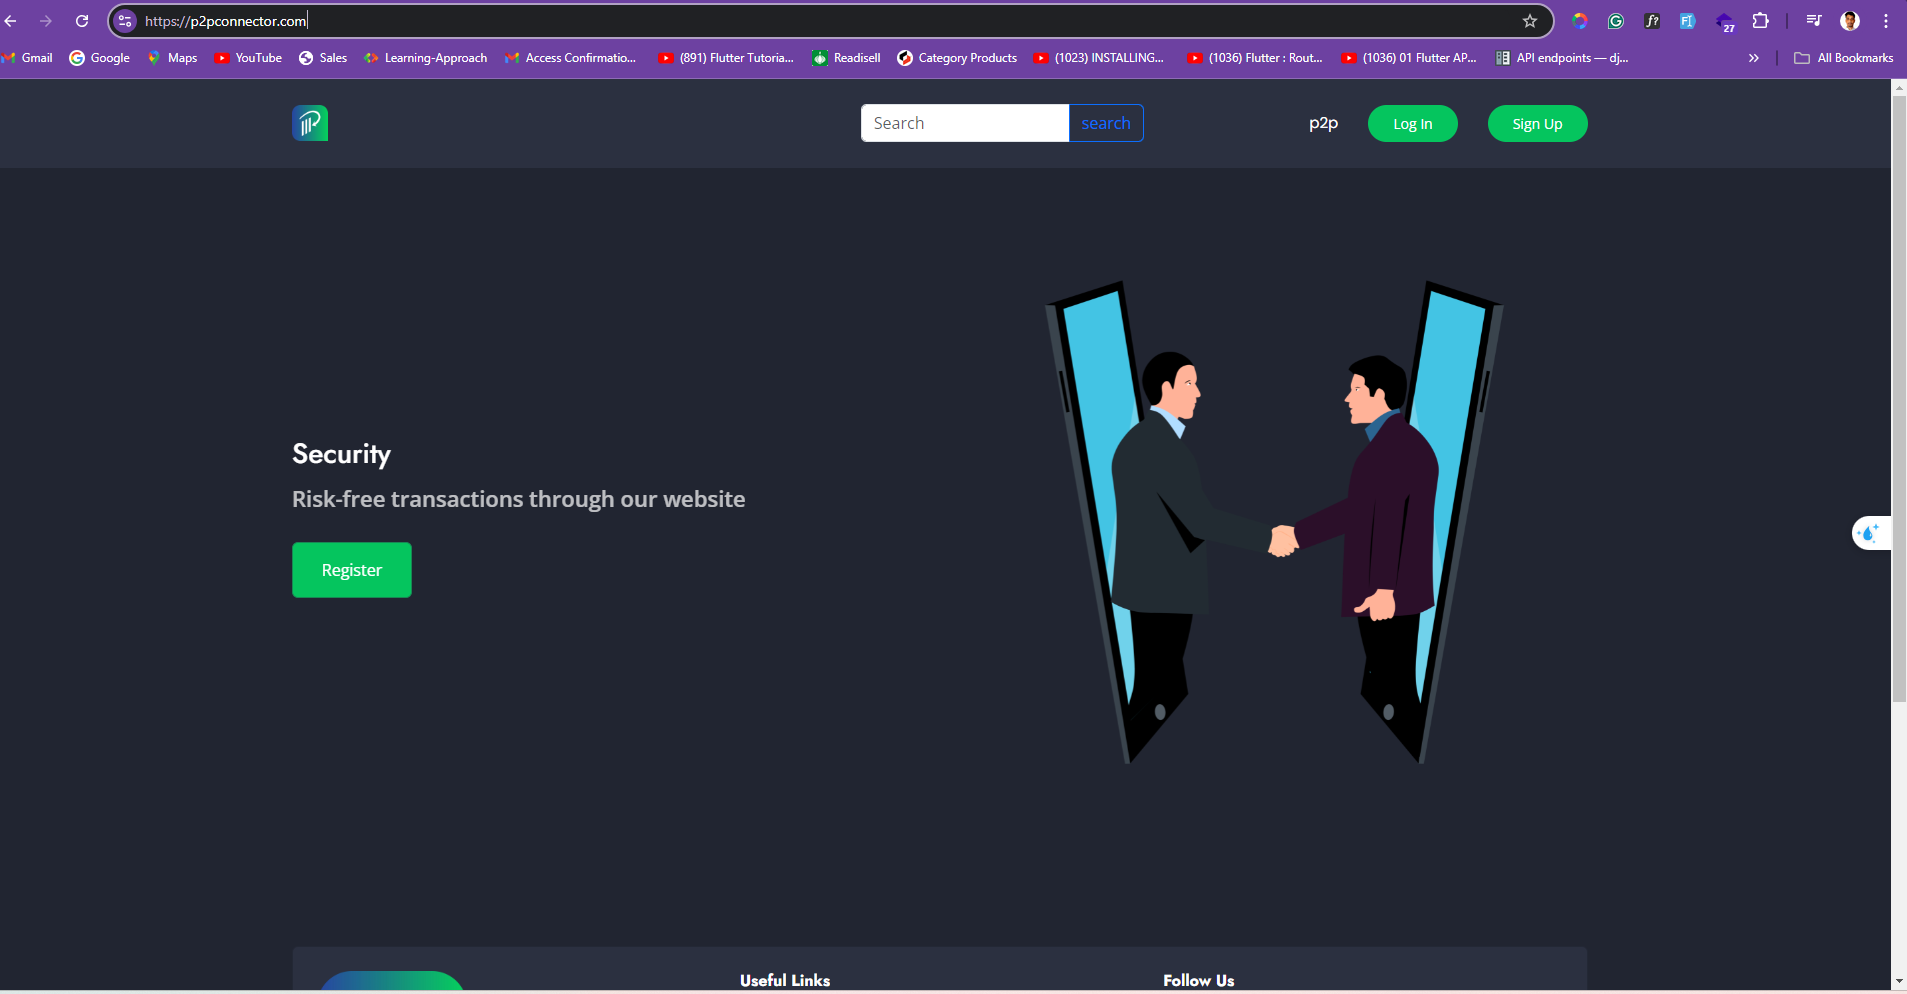 https://p2pconnector.com
27
Gmail Google Maps YouTube Sales Learning-Approach Access Confirmatio... (891) Flutter Tutoria... Readisell Category Products (1023) INSTALLING... (1036) Flutter : Rout... (1036) 01 Flutter AP... API endpoints — dj... » All Bookmarks
Search search p2p Log In Sign Up
Security
Risk-free transactions through our website
Register
Useful Links Follow Us